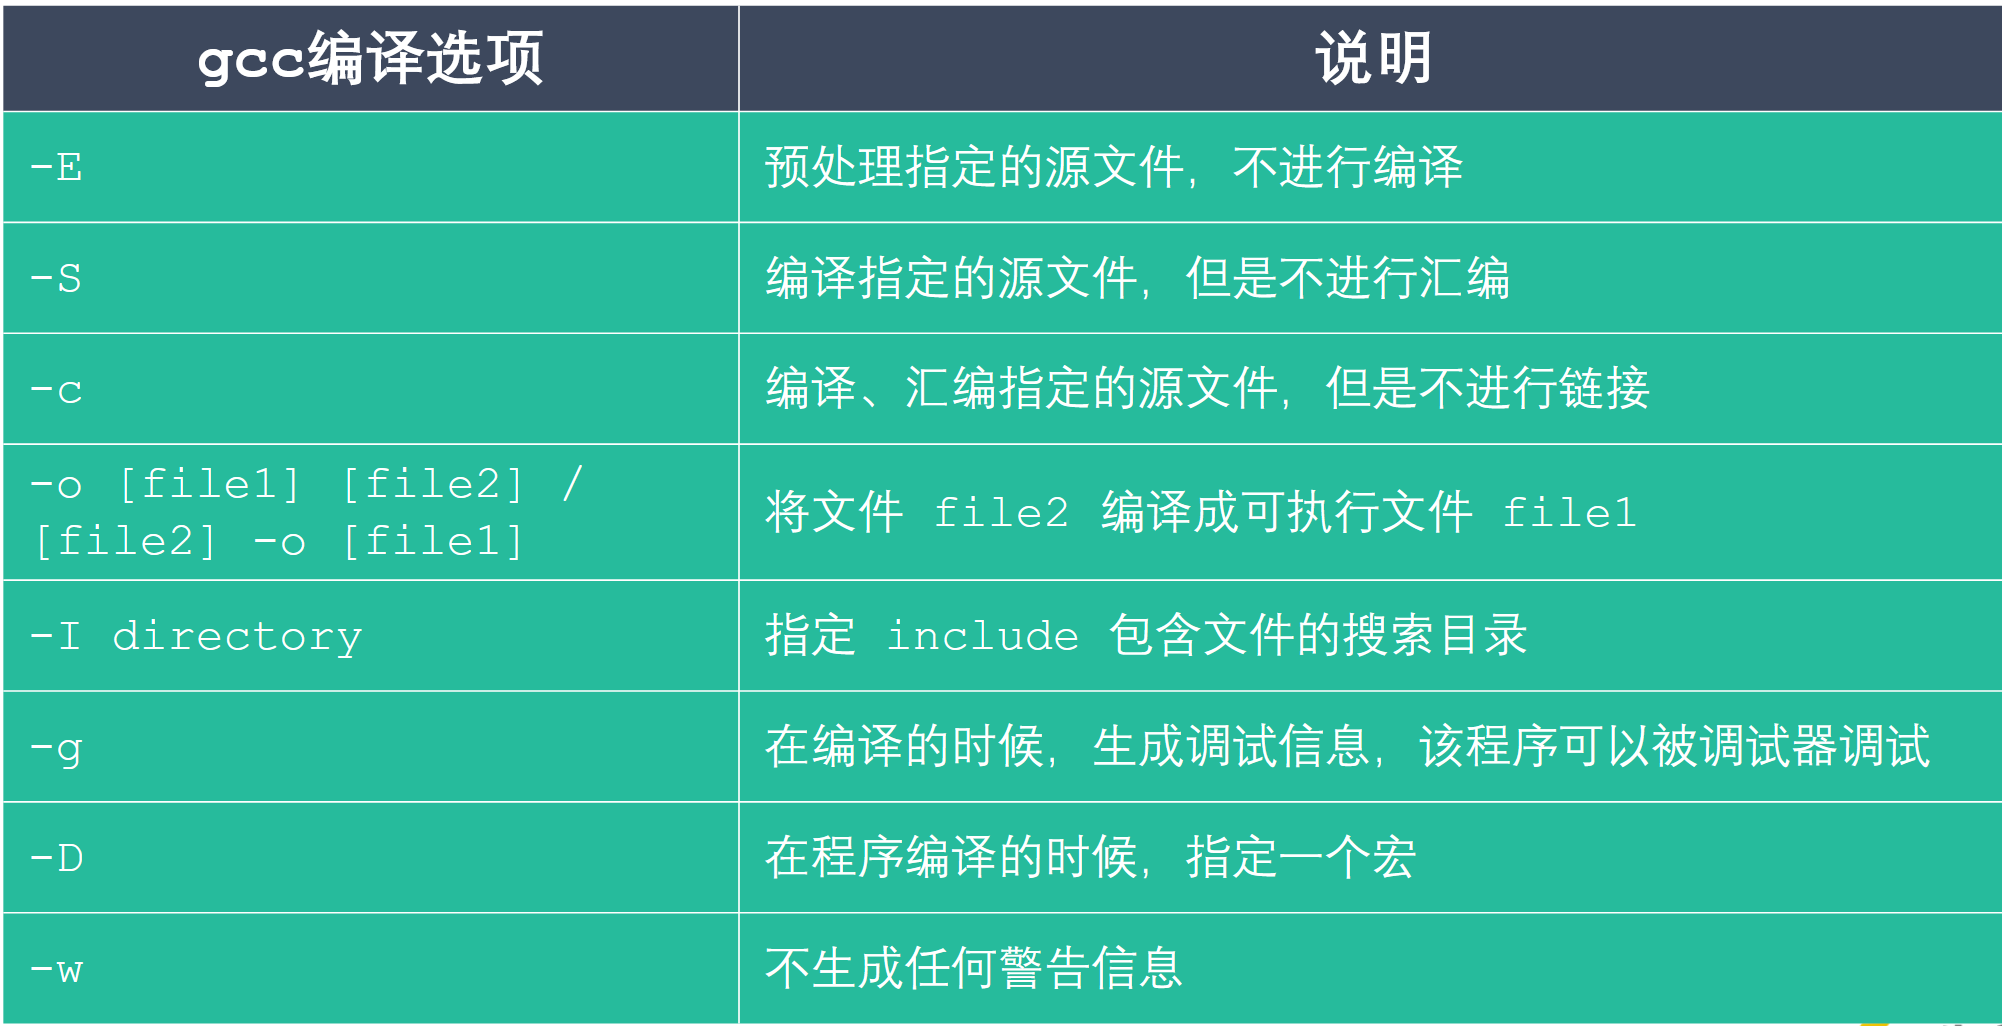 gcc编译选项 说明
-E 预处理指定的源文件，不进行编译
-S 编译指定的源文件，但是不进行汇编
-c 编译、汇编指定的源文件，但是不进行链接
-o [file1] [file2] /
[file2] -o [file1]
将文件 file2 编译成可执行文件 file1
-I directory 指定 include 包含文件的搜索目录
-g 在编译的时候，生成调试信息，该程序可以被调试器调试
-D 在程序编译的时候，指定一个宏
-w 不生成任何警告信息